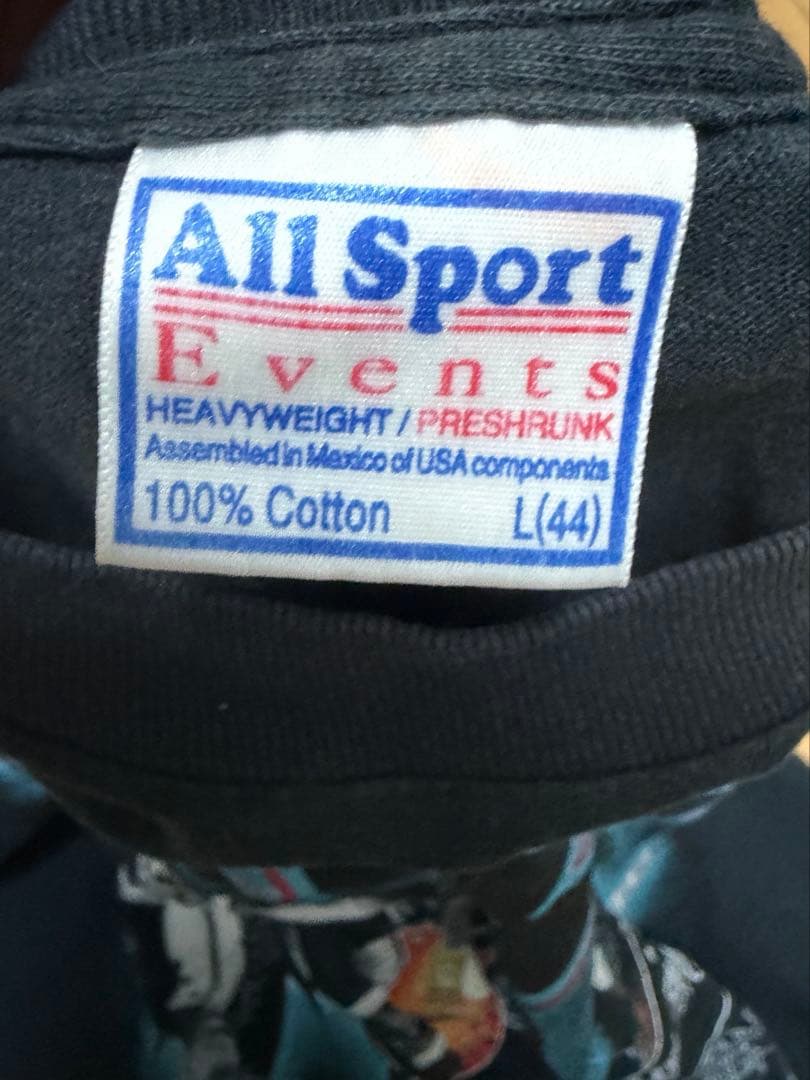 All Sport
Events
HEAVYWEIGHT / PRESHRUNK
Assembled in Mexico of USA components
100% Cotton L(44)